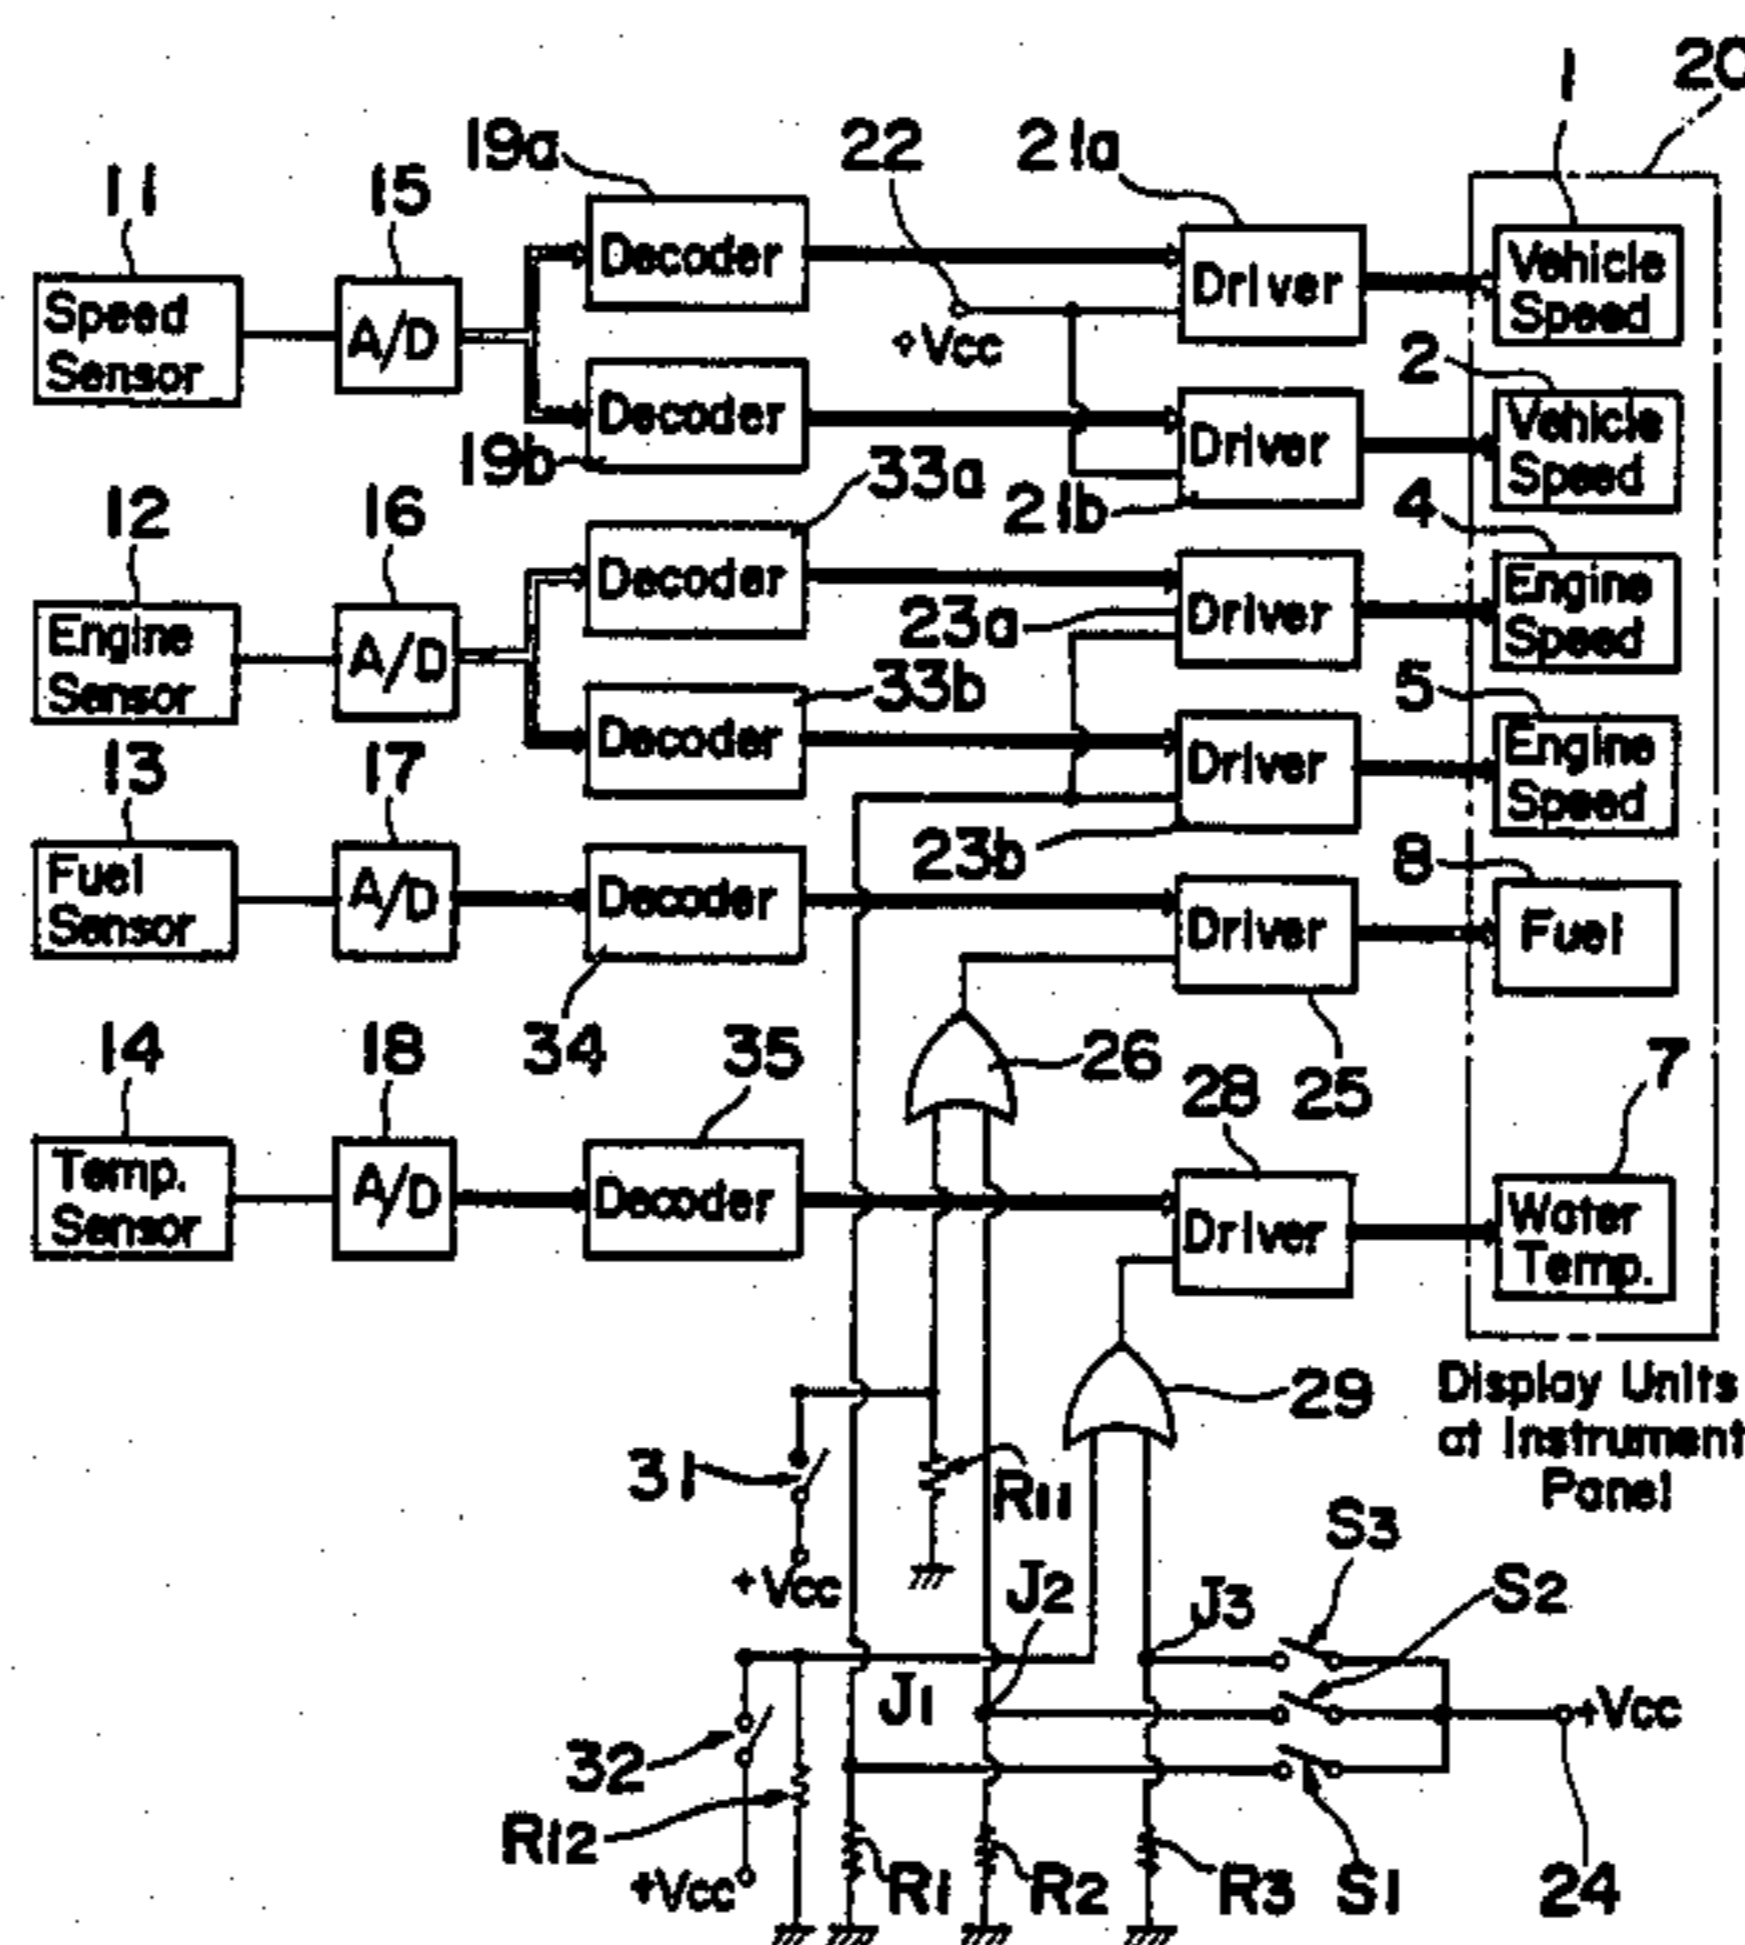 1
20
19a
22
21a
11
15
Decoder
Driver
Vehicle
Speed
Speed
Sensor
A/D
+Vcc
2
Decoder
Driver
Vehicle
Speed
19b
33a
21b
4
12
16
Decoder
Driver
Engine
Speed
23a
Engine
Sensor
A/D
33b
5
Decoder
Driver
Engine
Speed
13
17
23b
8
Fuel
Sensor
A/D
Decoder
Driver
Fuel
14
18
34
35
26
28
25
7
Temp.
Sensor
A/D
Decoder
Driver
Water
Temp.
29
Display Units
at Instrument
Panel
31
R11
+Vcc
J2
J3
S3
S2
J1
+Vcc
32
R12
+Vcc
R1
R2
R3
S1
24